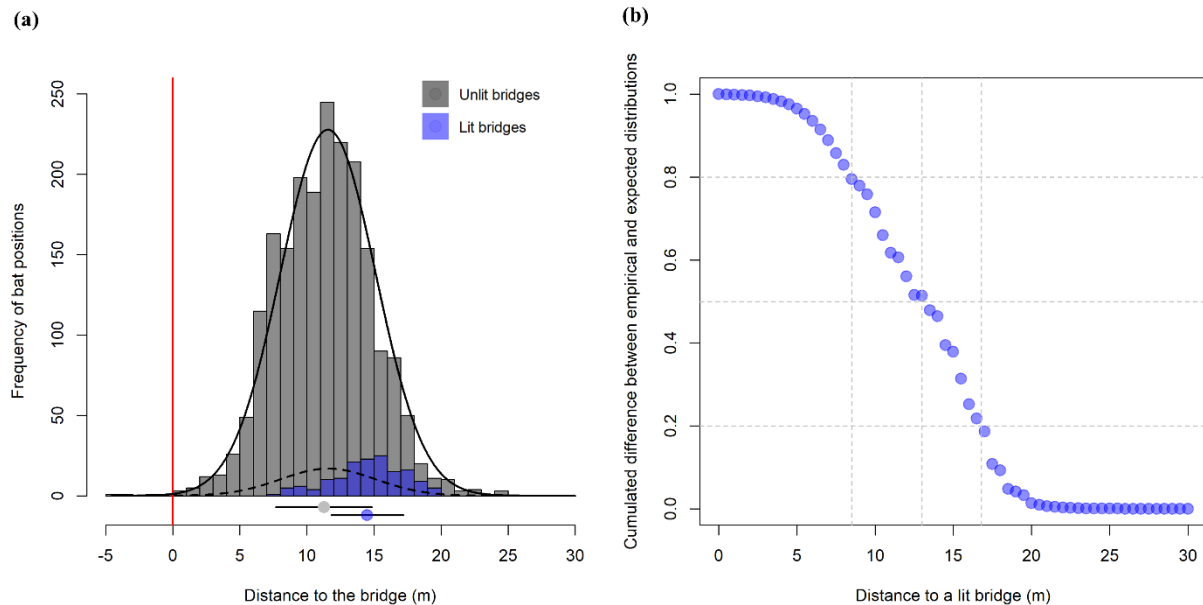 (a)
Frequency of bat positions
250
200
150
100
50
0
Unlit bridges
Lit bridges
-5 0 5 10 15 20 25 30
Distance to the bridge (m)
(b)
Cumulated difference between empirical and expected distributions
1.0
0.8
0.6
0.4
0.2
0.0
0 5 10 15 20 25 30
Distance to a lit bridge (m)